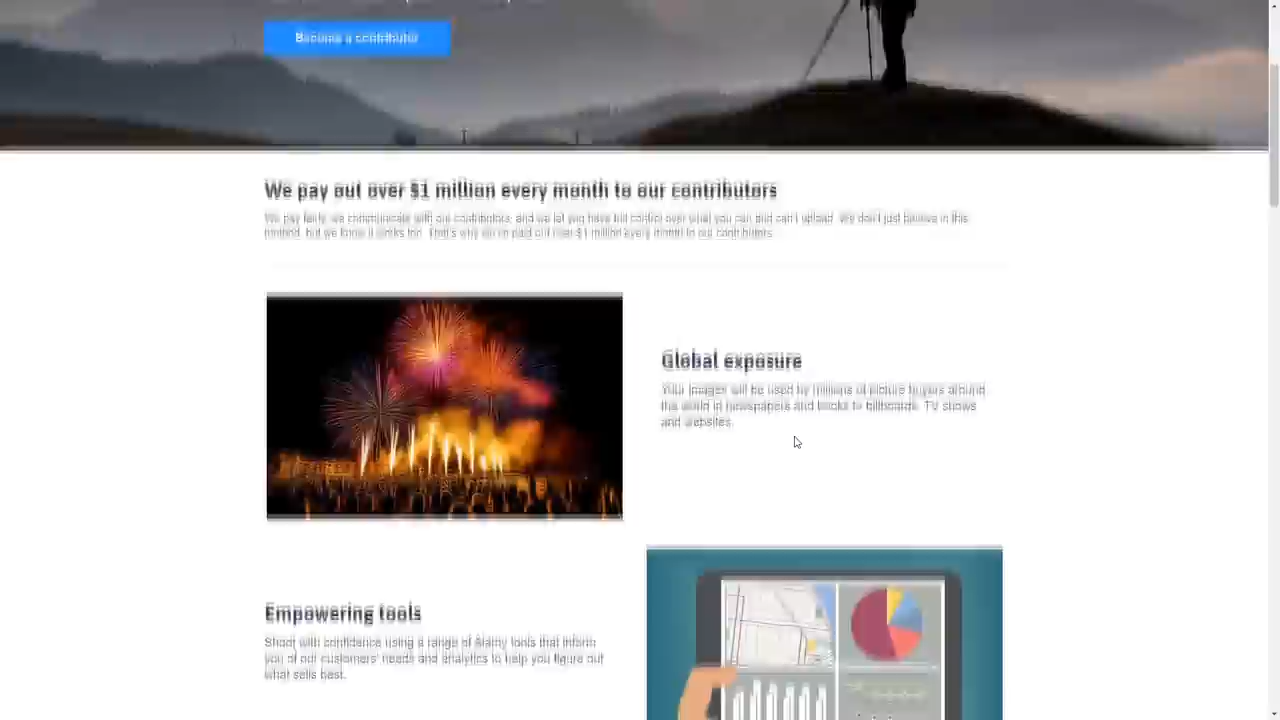 Become a contributor
We pay out over $1 million every month to our contributors
We pay fairly, we communicate with our contributors, and we let you have full control over what you can and can't upload. We don't just believe in this
method, but we know it works too. That's why we've paid out over $1 million every month to our contributors.
Global exposure
Your images will be used by millions of picture buyers around
the world in newspapers and books to billboards, TV shows
and websites.
Empowering tools
Shoot with confidence using a range of Alamy tools that inform
you of our customers' needs and analytics to help you figure out
what sells best.